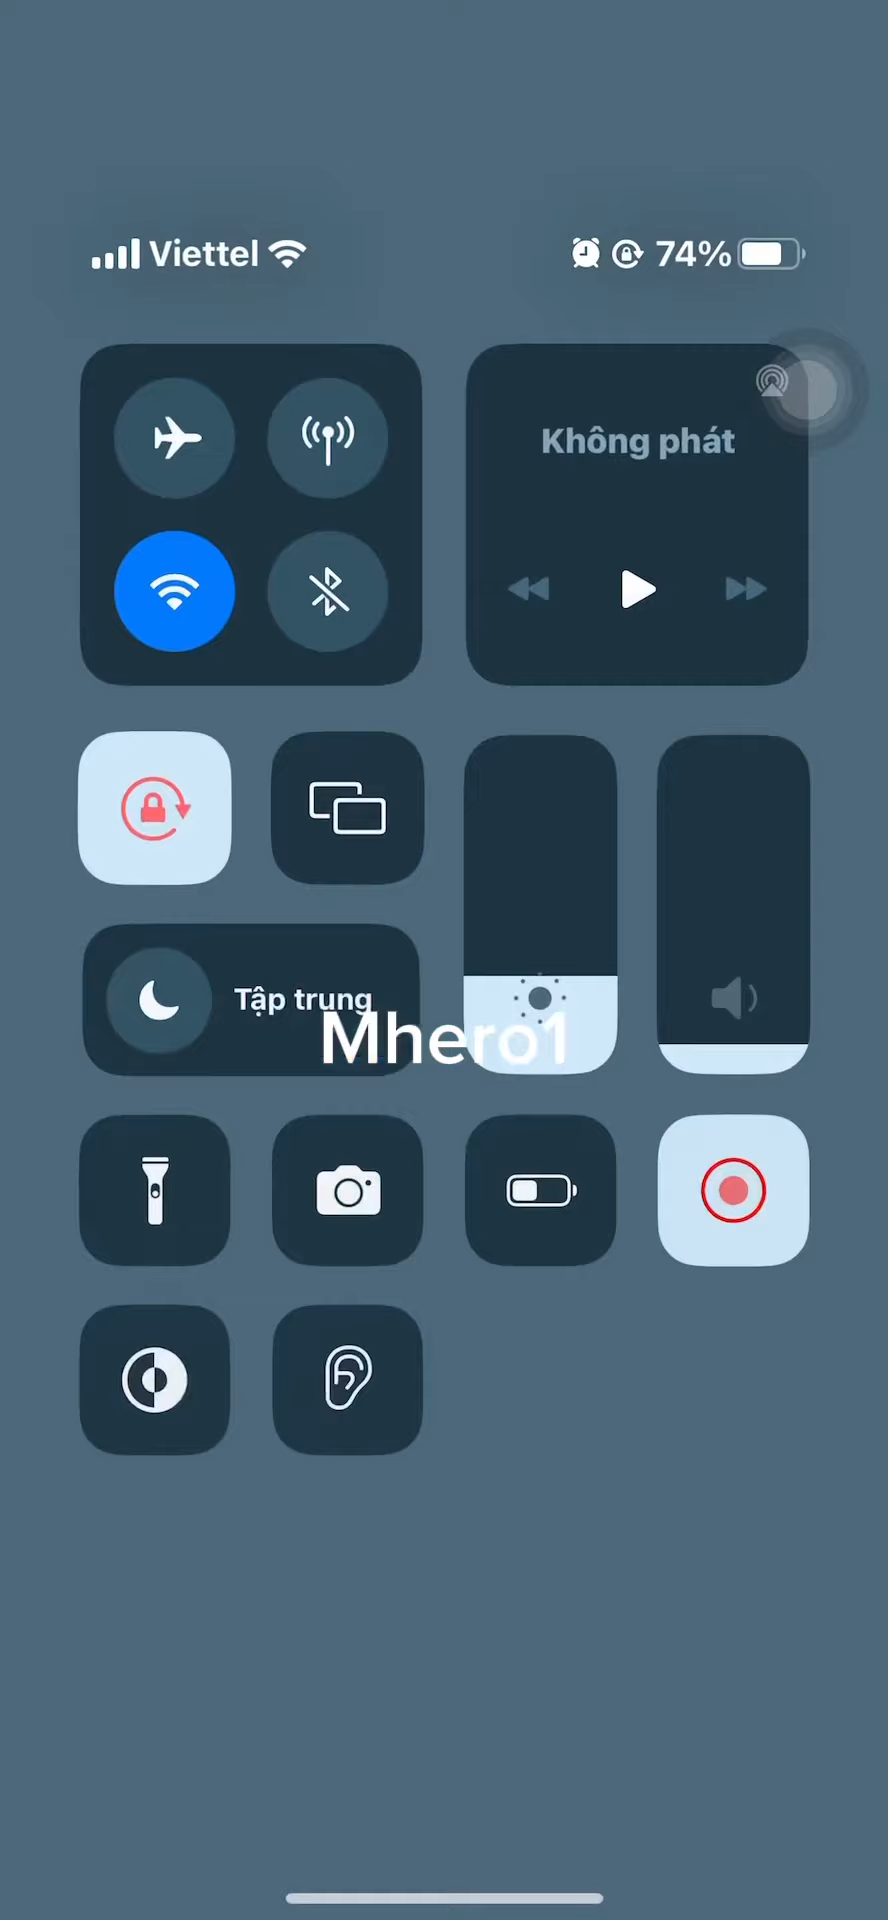 Viettel
74%
Không phát
Tập trung
Mhero1